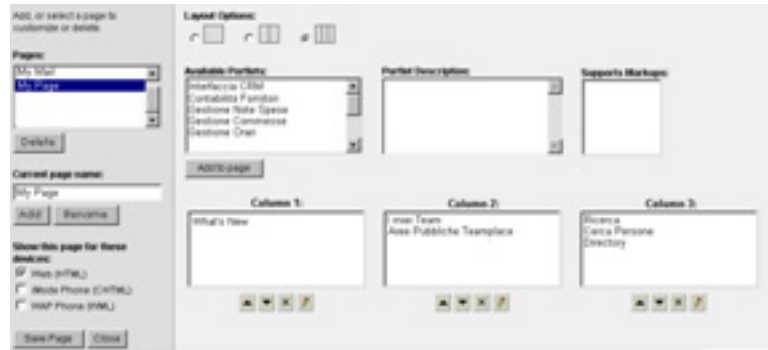 Add, or select a page to
customize or delete.
Pages:
My Mail
My Page
Delete
Current page name:
My Page
Add Rename
Show this page for these
devices:
Web (HTML)
iMode Phone (CHTML)
WAP Phone (WML)
Save Page Close
Layout Options:
Available Portlets:
Interfaccia CRM
Contabilità Fornitori
Gestione Note Spese
Gestione Commesse
Gestione Orari
Add to page
Portlet Description:
Supports Markups:
Column 1:
What's New
Column 2:
I miei Team
Aree Pubbliche Teamplace
Column 3:
Ricerca
Cerca Persone
Directory